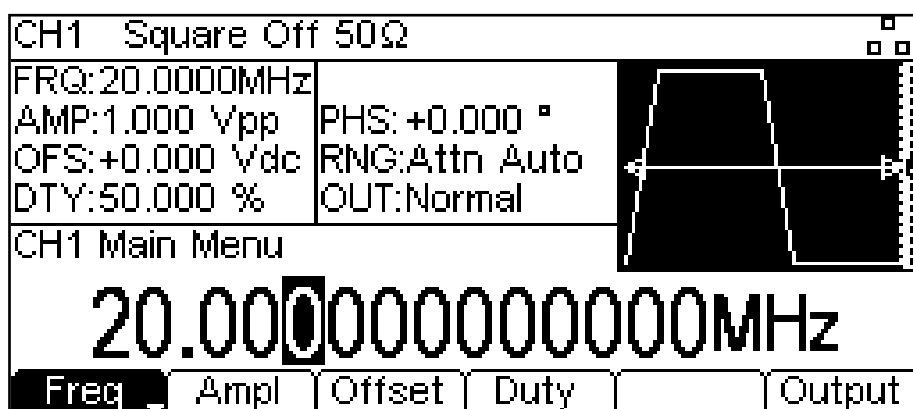 CH1 Square Off 50Ω
FRQ:20.0000MHz
AMP:1.000 Vpp PHS:+0.000 °
OFS:+0.000 Vdc RNG:Attn Auto
DTY:50.000 % OUT:Normal
CH1 Main Menu
20.000000000000MHz
Freq Ampl Offset Duty Output